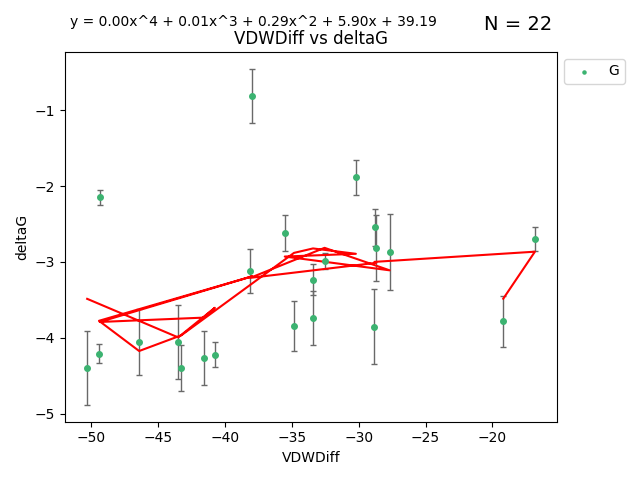 y = 0.00x^4 + 0.01x^3 + 0.29x^2 + 5.90x + 39.19
N = 22
VDWDiff vs deltaG
G
−1
−2
−3
−4
−5
deltaG
−50
−45
−40
−35
−30
−25
−20
VDWDiff